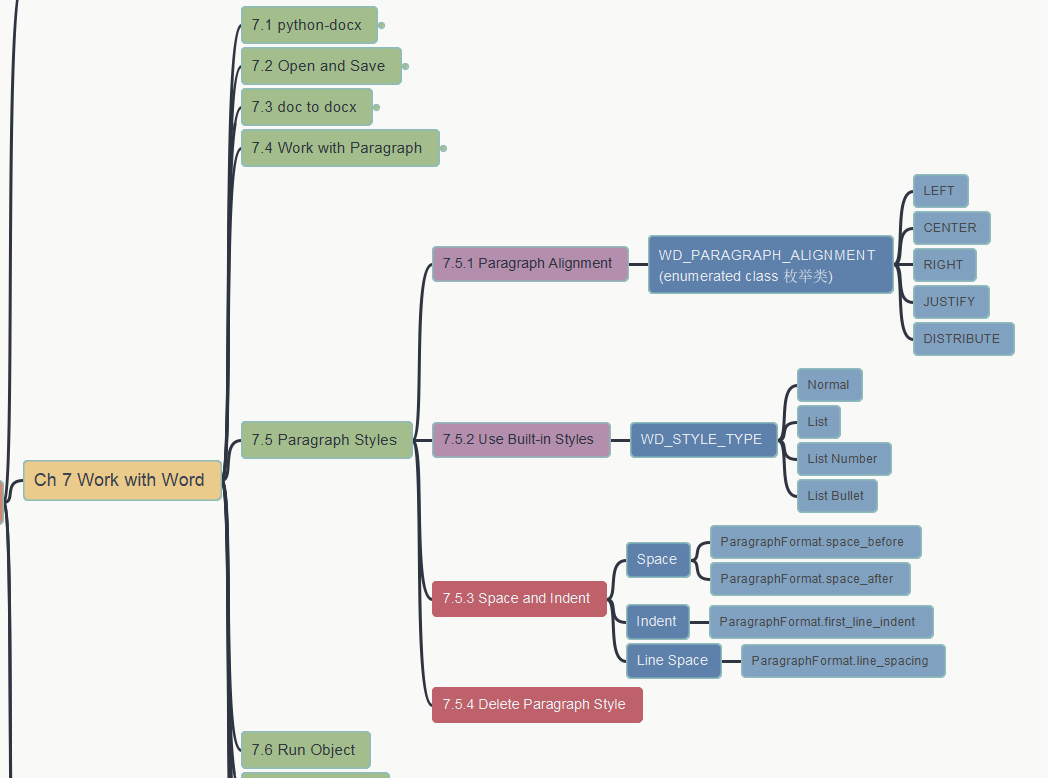 7.1 python-docx
7.2 Open and Save
7.3 doc to docx
7.4 Work with Paragraph
LEFT
CENTER
RIGHT
JUSTIFY
DISTRIBUTE
7.5.1 Paragraph Alignment
WD_PARAGRAPH_ALIGNMENT
(enumerated class 枚举类)
Normal
List
List Number
List Bullet
7.5 Paragraph Styles
7.5.2 Use Built-in Styles
WD_STYLE_TYPE
Ch 7 Work with Word
ParagraphFormat.space_before
Space
ParagraphFormat.space_after
7.5.3 Space and Indent
Indent
ParagraphFormat.first_line_indent
Line Space
ParagraphFormat.line_spacing
7.5.4 Delete Paragraph Style
7.6 Run Object